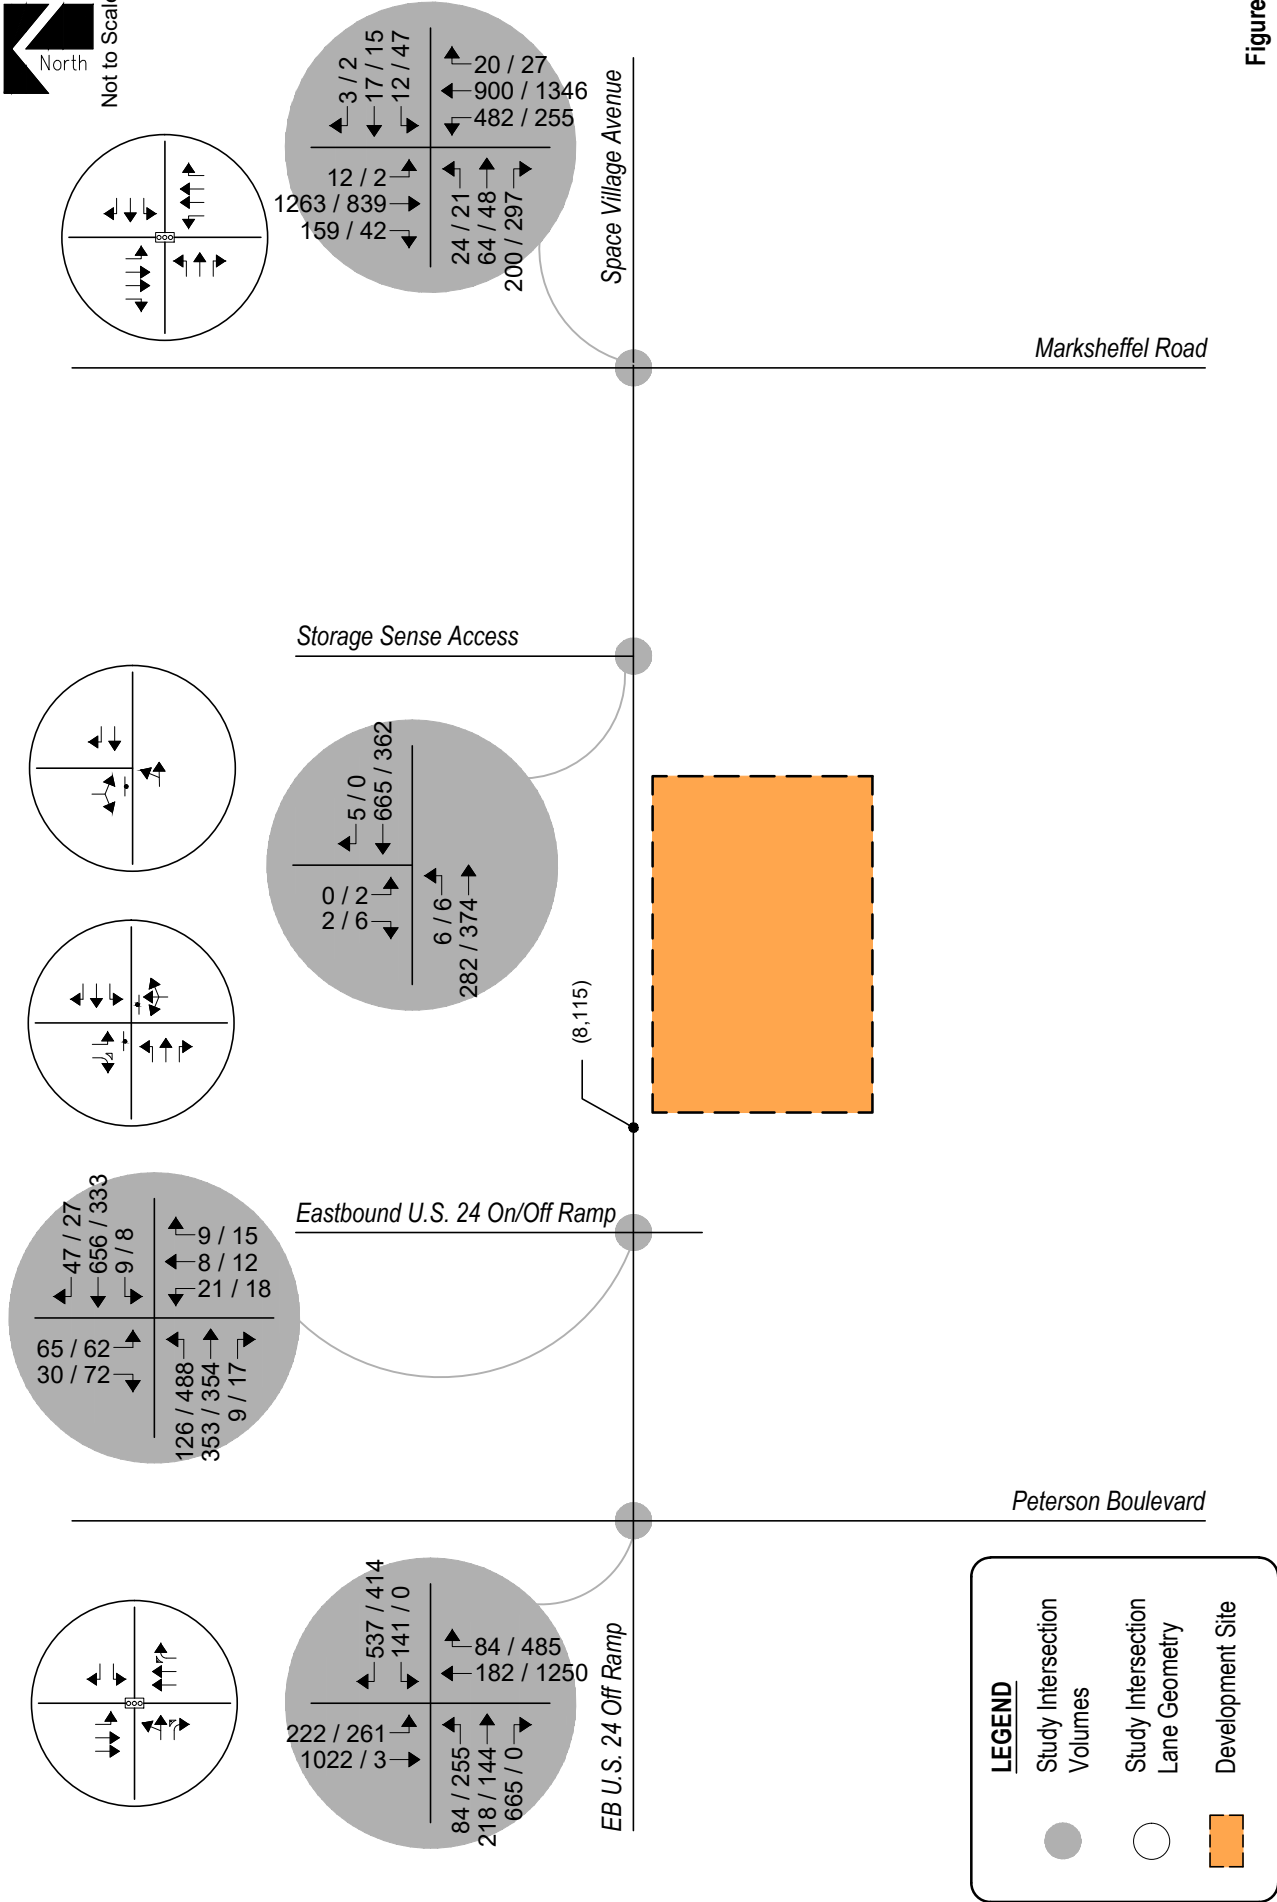 North
Not to Scale
Figure
3 / 2
17 / 15
12 / 47
20 / 27
900 / 1346
482 / 255
12 / 2
1263 / 839
159 / 42
24 / 21
64 / 48
200 / 297
Space Village Avenue
Marksheffel Road
Storage Sense Access
5 / 0
665 / 362
0 / 2
2 / 6
6 / 6
282 / 374
(8,115)
Eastbound U.S. 24 On/Off Ramp
47 / 27
656 / 333
9 / 8
9 / 15
8 / 12
21 / 18
65 / 62
30 / 72
126 / 488
353 / 354
9 / 17
Peterson Boulevard
537 / 414
141 / 0
84 / 485
182 / 1250
222 / 261
1022 / 3
84 / 255
218 / 144
665 / 0
EB U.S. 24 Off Ramp
LEGEND
Study Intersection
Volumes
Study Intersection
Lane Geometry
Development Site